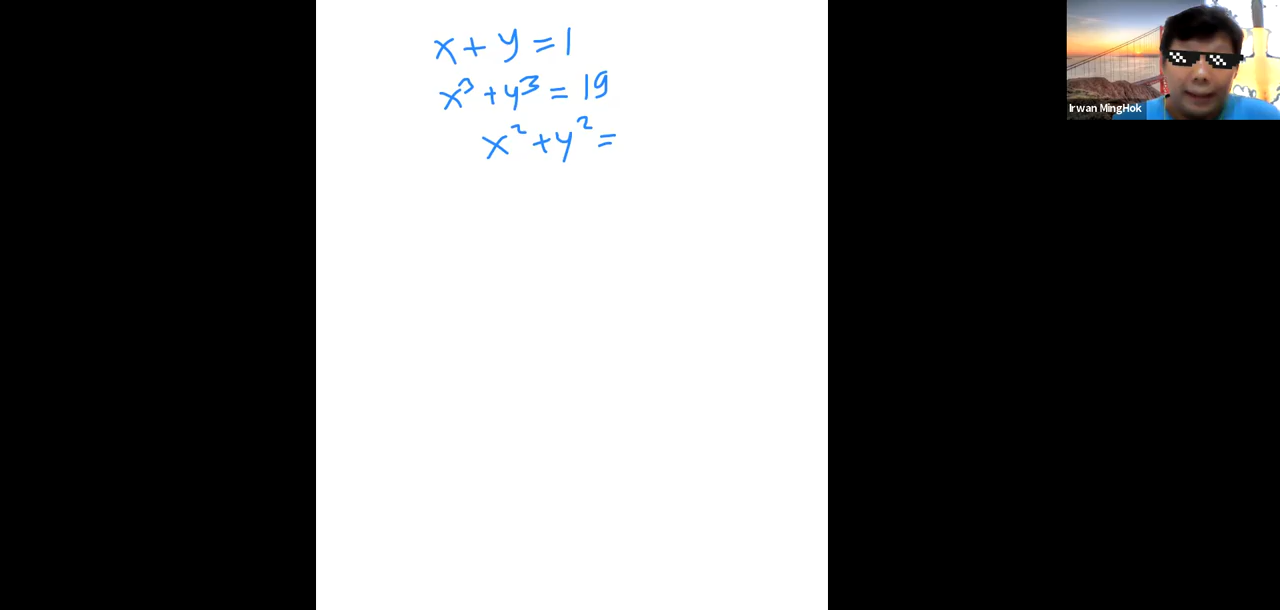 x + y = 1
x³ + y³ = 19
x² + y² =
Irwan MingHok